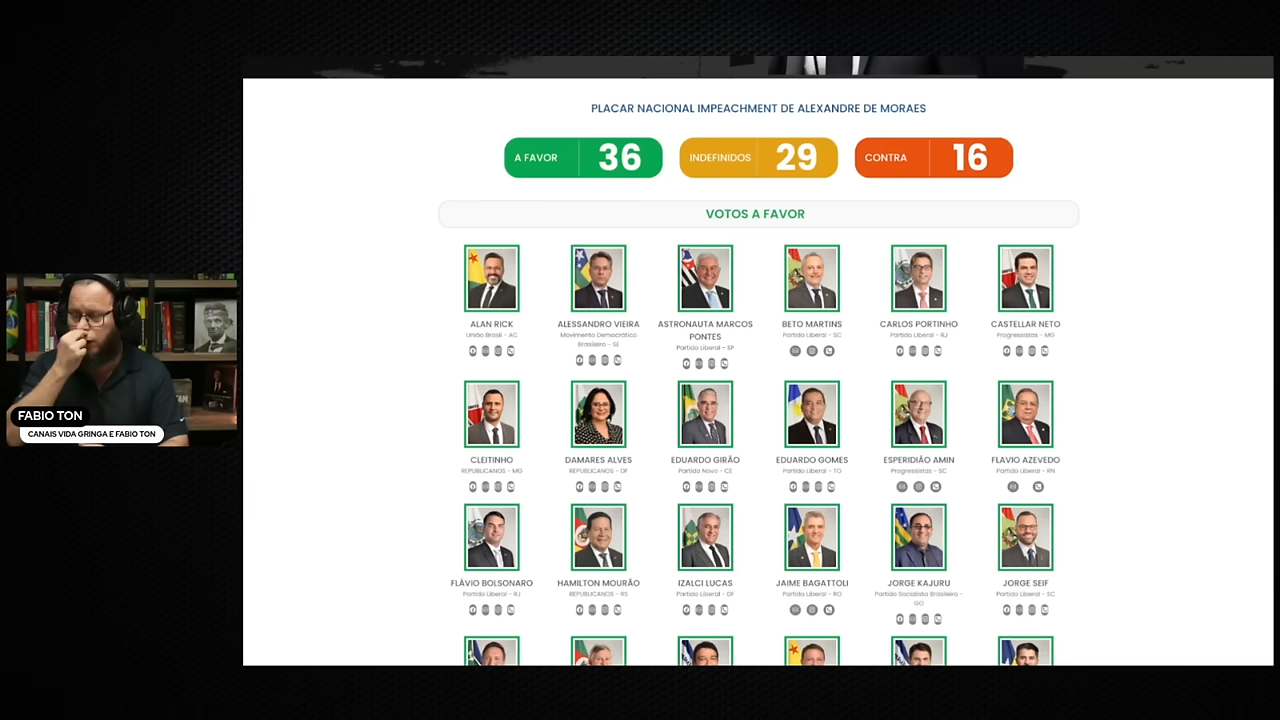 PLACAR NACIONAL IMPEACHMENT DE ALEXANDRE DE MORAES
A FAVOR 36 INDEFINIDOS 29 CONTRA 16
VOTOS A FAVOR
ALAN RICK
União Brasil - AC
ALESSANDRO VIEIRA
Movimento Democrático
Brasileiro - SE
ASTRONAUTA MARCOS
PONTES
Partido Liberal - SP
BETO MARTINS
Partido Liberal - SC
CARLOS PORTINHO
Partido Liberal - RJ
CASTELLAR NETO
Progressistas - MG
CLEITINHO
REPUBLICANOS - MG
DAMARES ALVES
REPUBLICANOS - DF
EDUARDO GIRÃO
Partido Novo - CE
EDUARDO GOMES
Partido Liberal - TO
ESPERIDIÃO AMIN
Progressistas - SC
FLAVIO AZEVEDO
Partido Liberal - RN
FLÁVIO BOLSONARO
Partido Liberal - RJ
HAMILTON MOURÃO
REPUBLICANOS - RS
IZALCI LUCAS
Partido Liberal - DF
JAIME BAGATTOLI
Partido Liberal - RO
JORGE KAJURU
Partido Socialista Brasileiro -
GO
JORGE SEIF
Partido Liberal - SC
FABIO TON
CANAIS VIDA GRINGA E FABIO TON